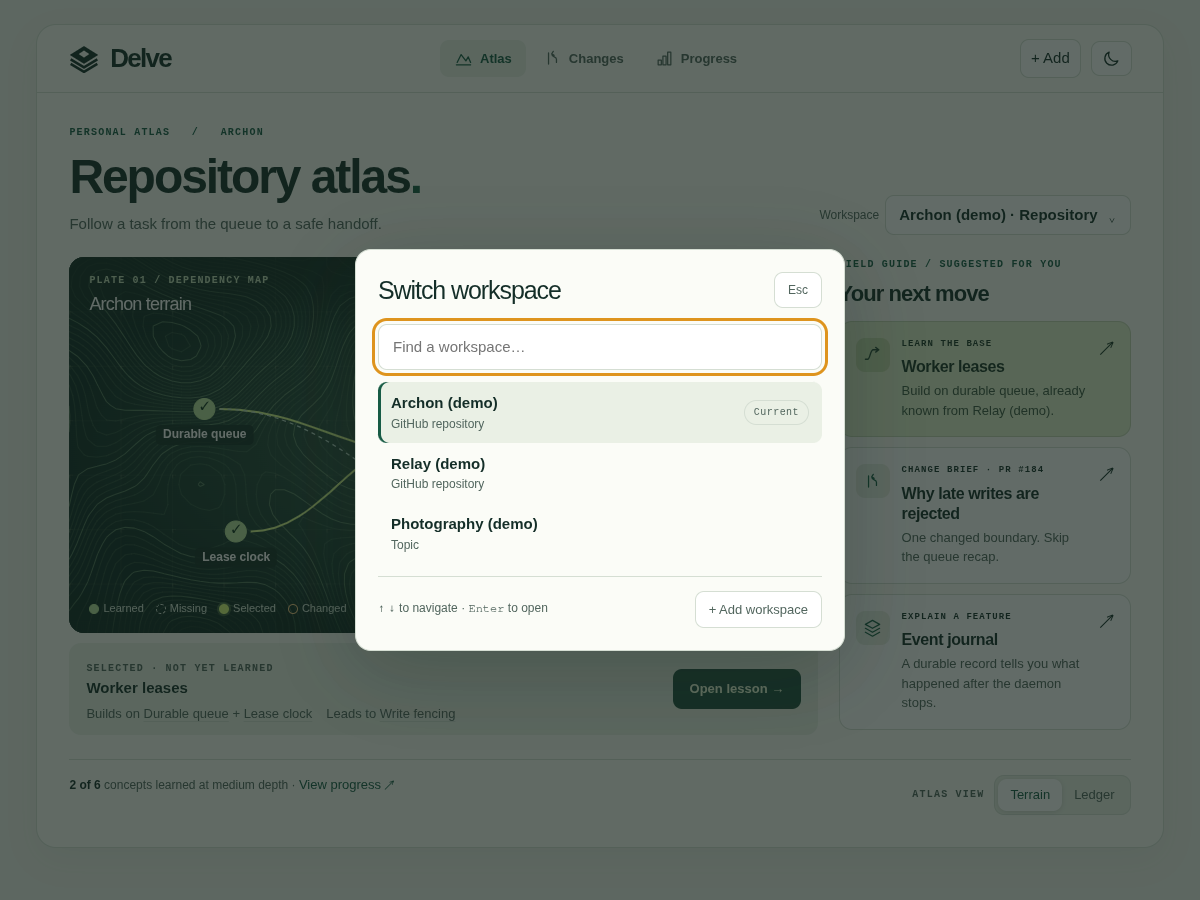 Delve
Atlas
Changes
Progress
+ Add
PERSONAL ATLAS / ARCHON
Repository atlas.
Follow a task from the queue to a safe handoff.
Workspace
Archon (demo) · Repository
PLATE 01 / DEPENDENCY MAP
Archon terrain
Durable queue
Lease clock
Learned
Missing
Selected
Changed
Switch workspace
Esc
Find a workspace…
Archon (demo)
GitHub repository
Current
Relay (demo)
GitHub repository
Photography (demo)
Topic
↑ ↓ to navigate · Enter to open
+ Add workspace
IELD GUIDE / SUGGESTED FOR YOU
Your next move
LEARN THE BASE
Worker leases
Build on durable queue, already
known from Relay (demo).
CHANGE BRIEF · PR #184
Why late writes are
rejected
One changed boundary. Skip
the queue recap.
EXPLAIN A FEATURE
Event journal
A durable record tells you what
happened after the daemon
stops.
SELECTED · NOT YET LEARNED
Worker leases
Builds on Durable queue + Lease clock Leads to Write fencing
Open lesson →
2 of 6 concepts learned at medium depth · View progress ↗
ATLAS VIEW
Terrain
Ledger